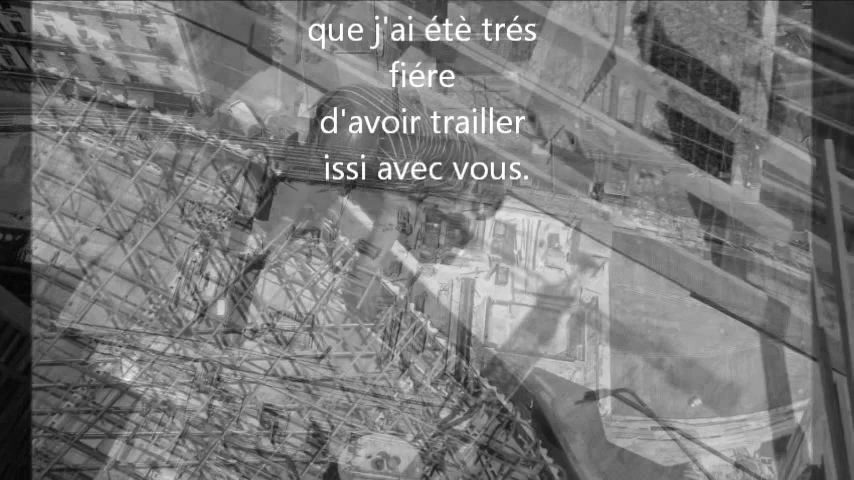 que j'ai étè trés
fiére
d'avoir trailler
issi avec vous.